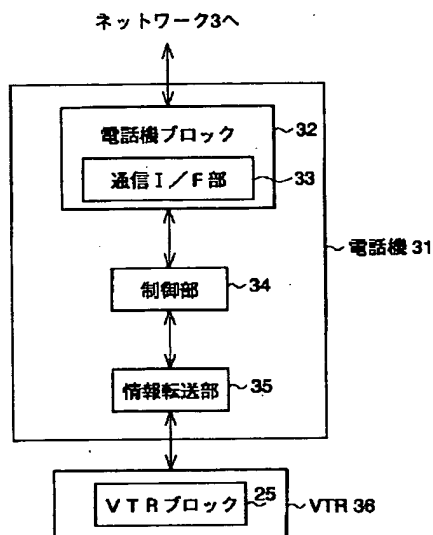 ネットワーク3へ
電話機ブロック
32
通信I/F部
33
電話機 31
制御部
34
情報転送部
35
VTRブロック
25
VTR 36